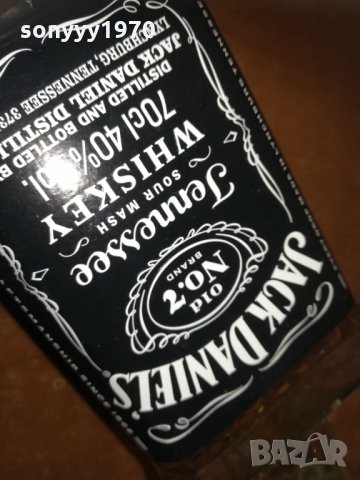 sonyyy1970
JACK DANIEL'S
Old
No.7
BRAND
Tennessee
SOUR MASH
WHISKEY
70cl 40%
DISTILLED AND BOTTLED B
JACK DANIEL DISTILL
LYNCHBURG, TENNESSEE 373
BAZAR